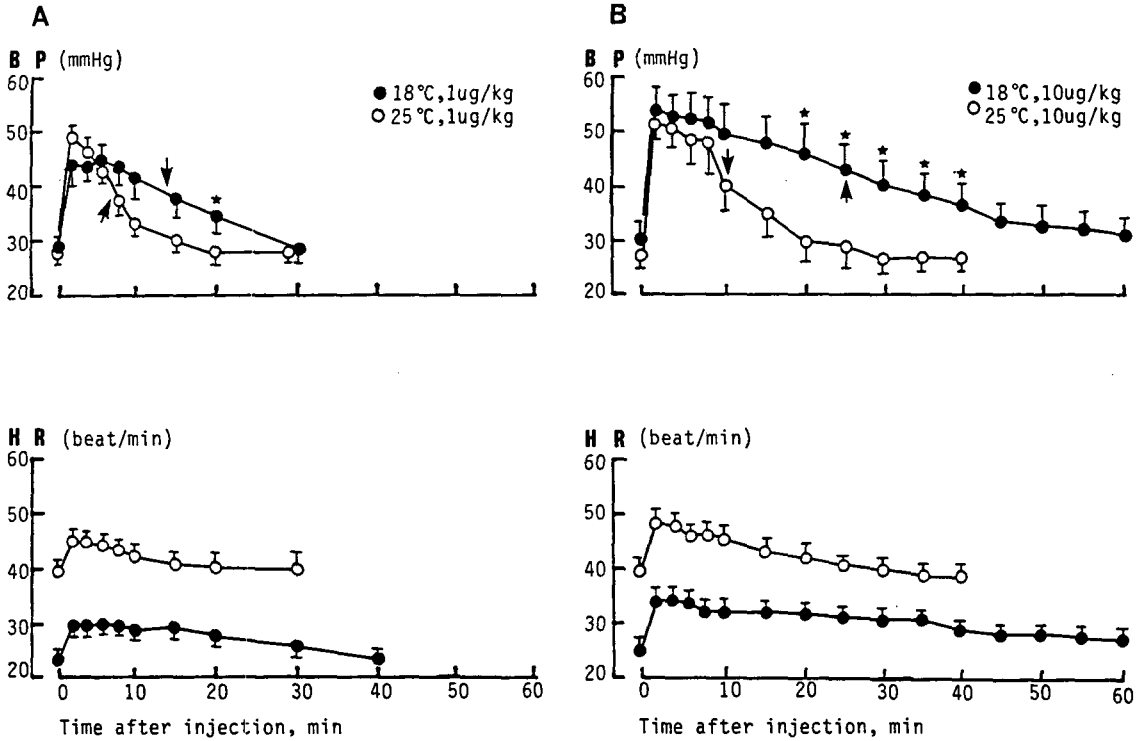 A
B P (mmHg)
60
50
40
30
20
● 18°C,1ug/kg
○ 25°C,1ug/kg
★
B
B P (mmHg)
60
50
40
30
20
● 18°C,10ug/kg
○ 25°C,10ug/kg
★ ★ ★ ★ ★
H R (beat/min)
60
50
40
30
20
0 10 20 30 40 50 60
Time after injection, min
H R (beat/min)
60
50
40
30
20
0 10 20 30 40 50 60
Time after injection, min